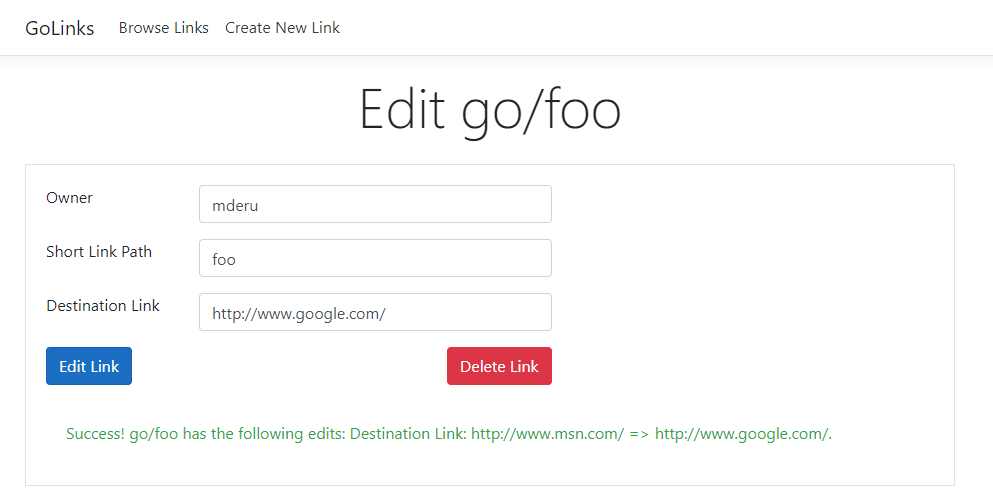 GoLinks Browse Links Create New Link
Edit go/foo
Owner mderu
Short Link Path foo
Destination Link http://www.google.com/
Edit Link Delete Link
Success! go/foo has the following edits: Destination Link: http://www.msn.com/ => http://www.google.com/.